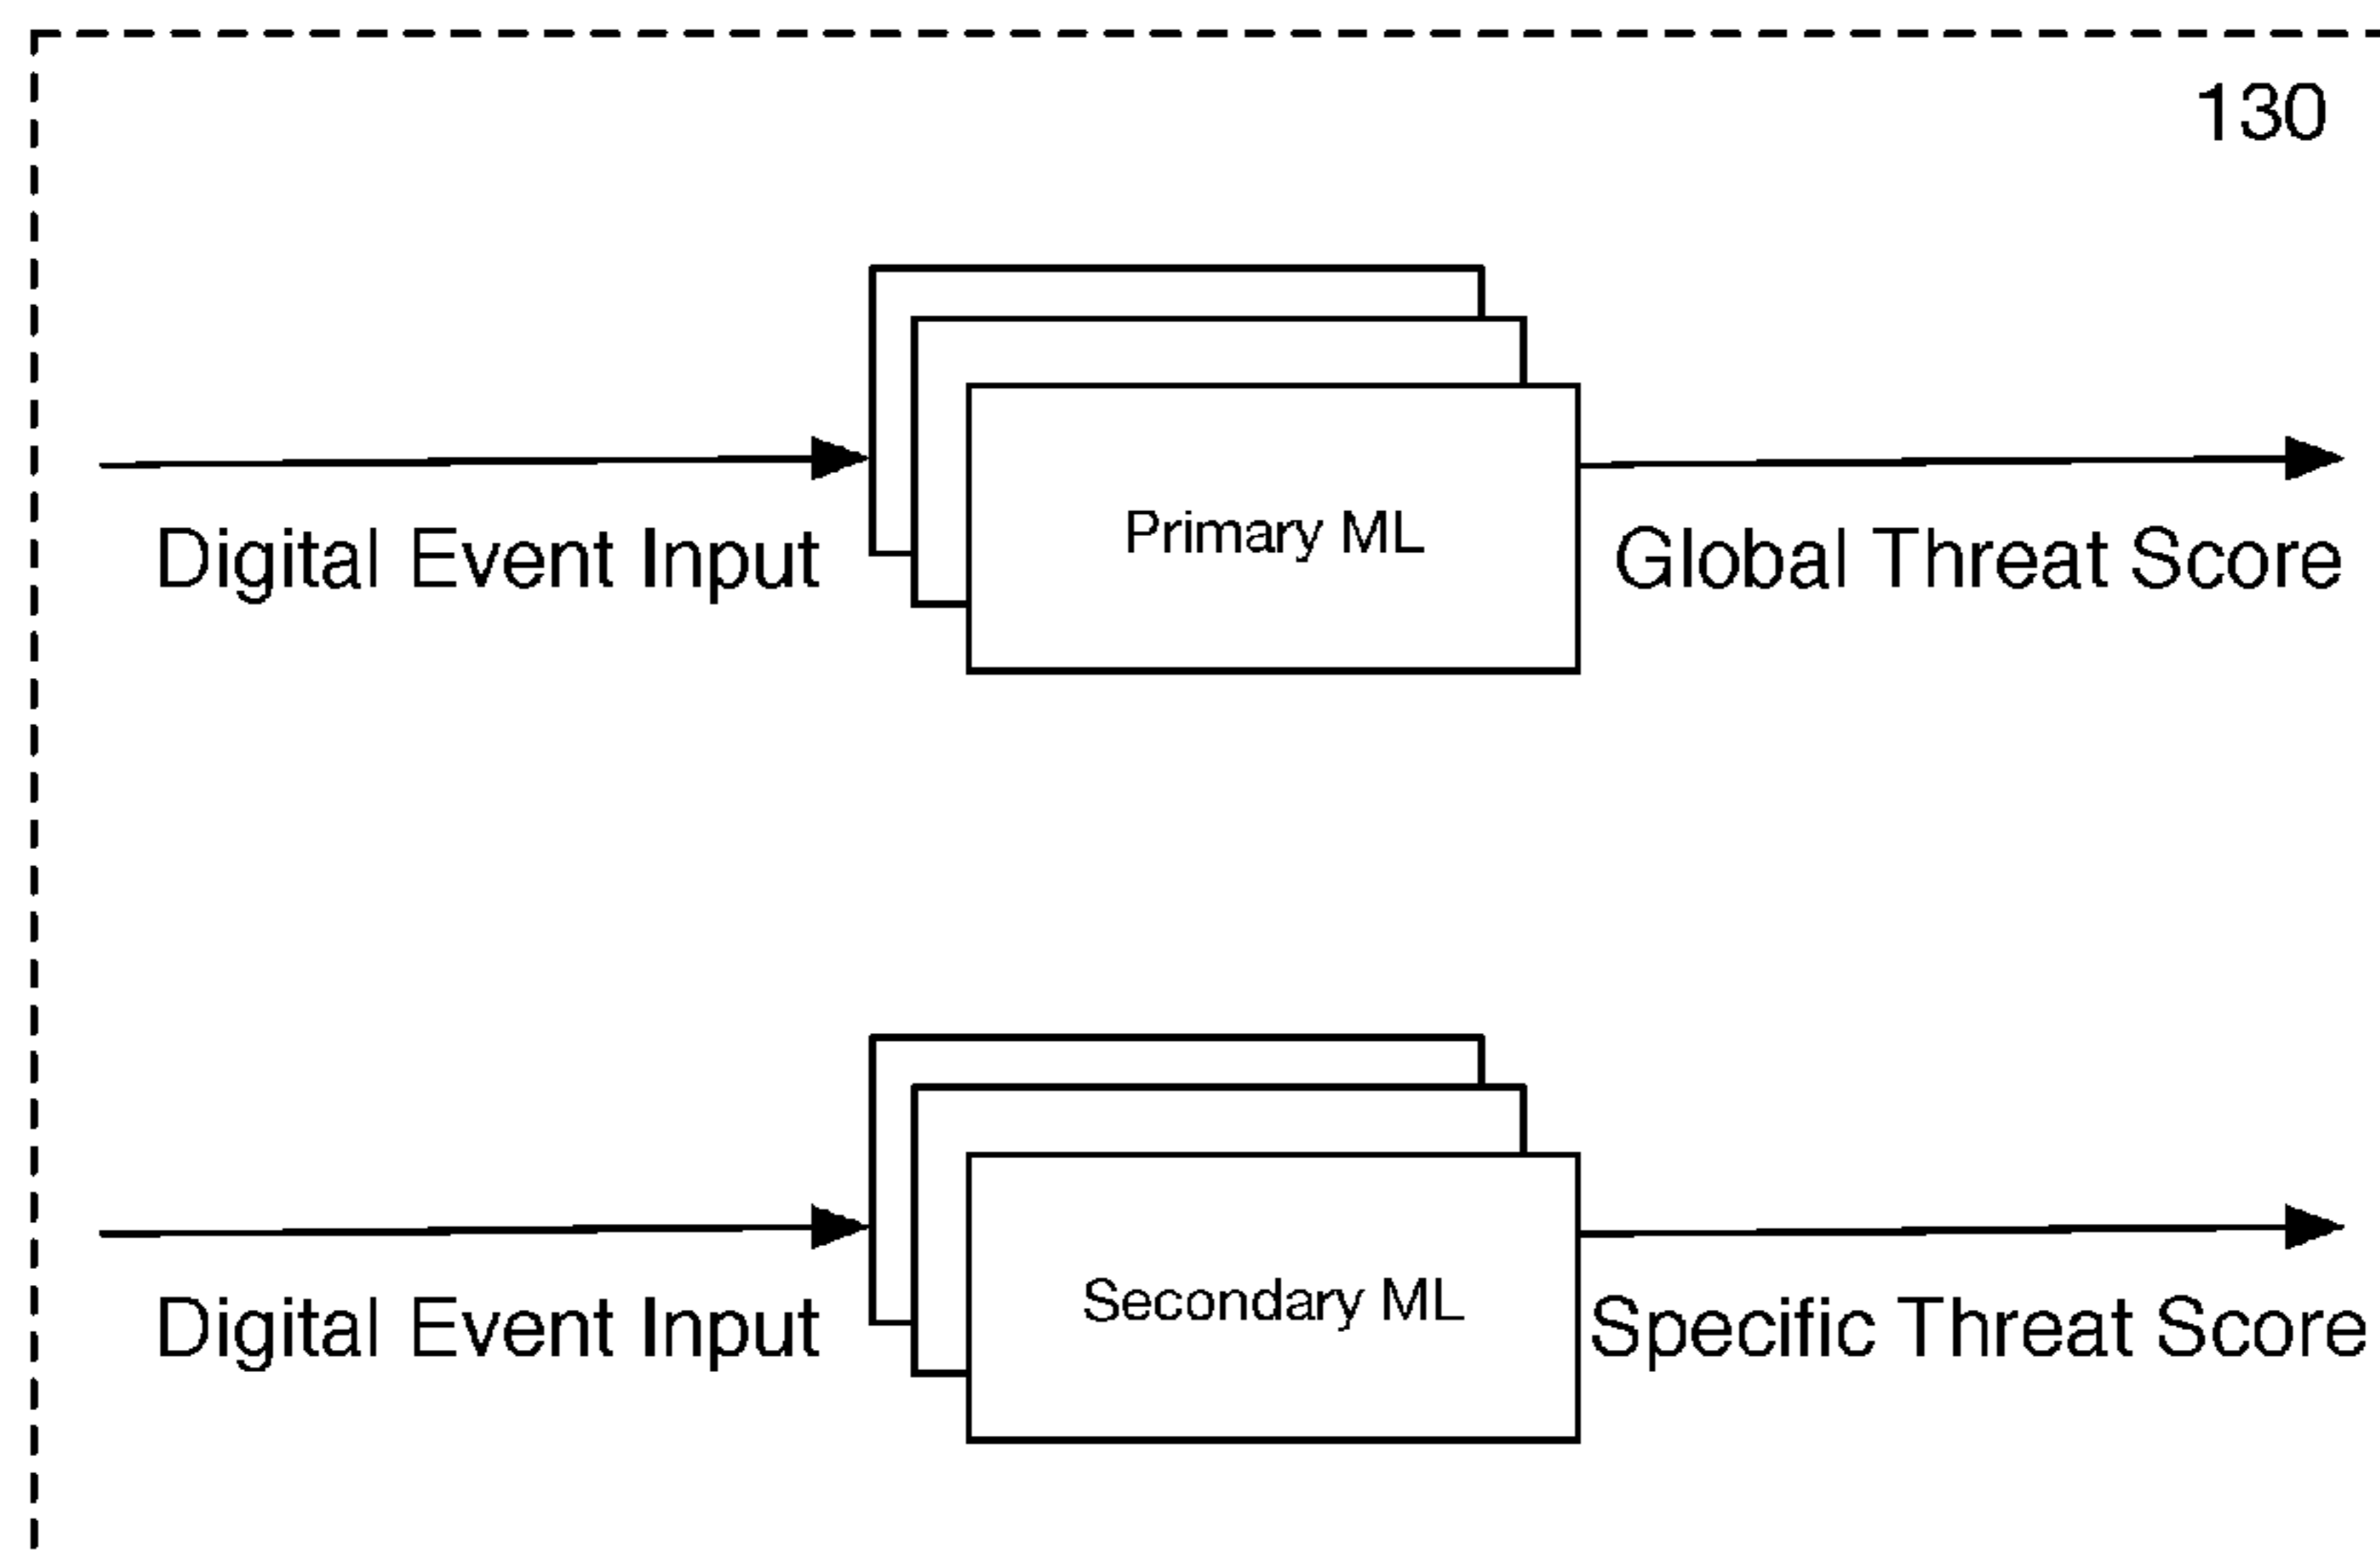 130
Primary ML
Digital Event Input
Global Threat Score
Secondary ML
Digital Event Input
Specific Threat Score